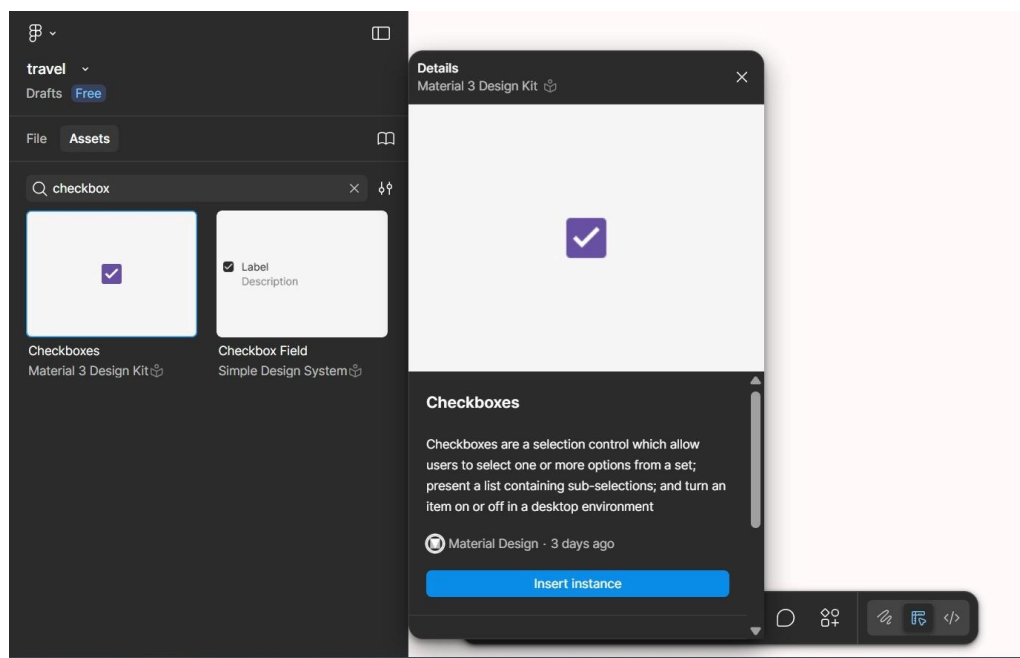 travel
Drafts Free
File Assets
checkbox
Label
Description
Checkboxes
Material 3 Design Kit
Checkbox Field
Simple Design System
Details
Material 3 Design Kit
Checkboxes
Checkboxes are a selection control which allow
users to select one or more options from a set;
present a list containing sub-selections; and turn an
item on or off in a desktop environment
Material Design · 3 days ago
Insert instance